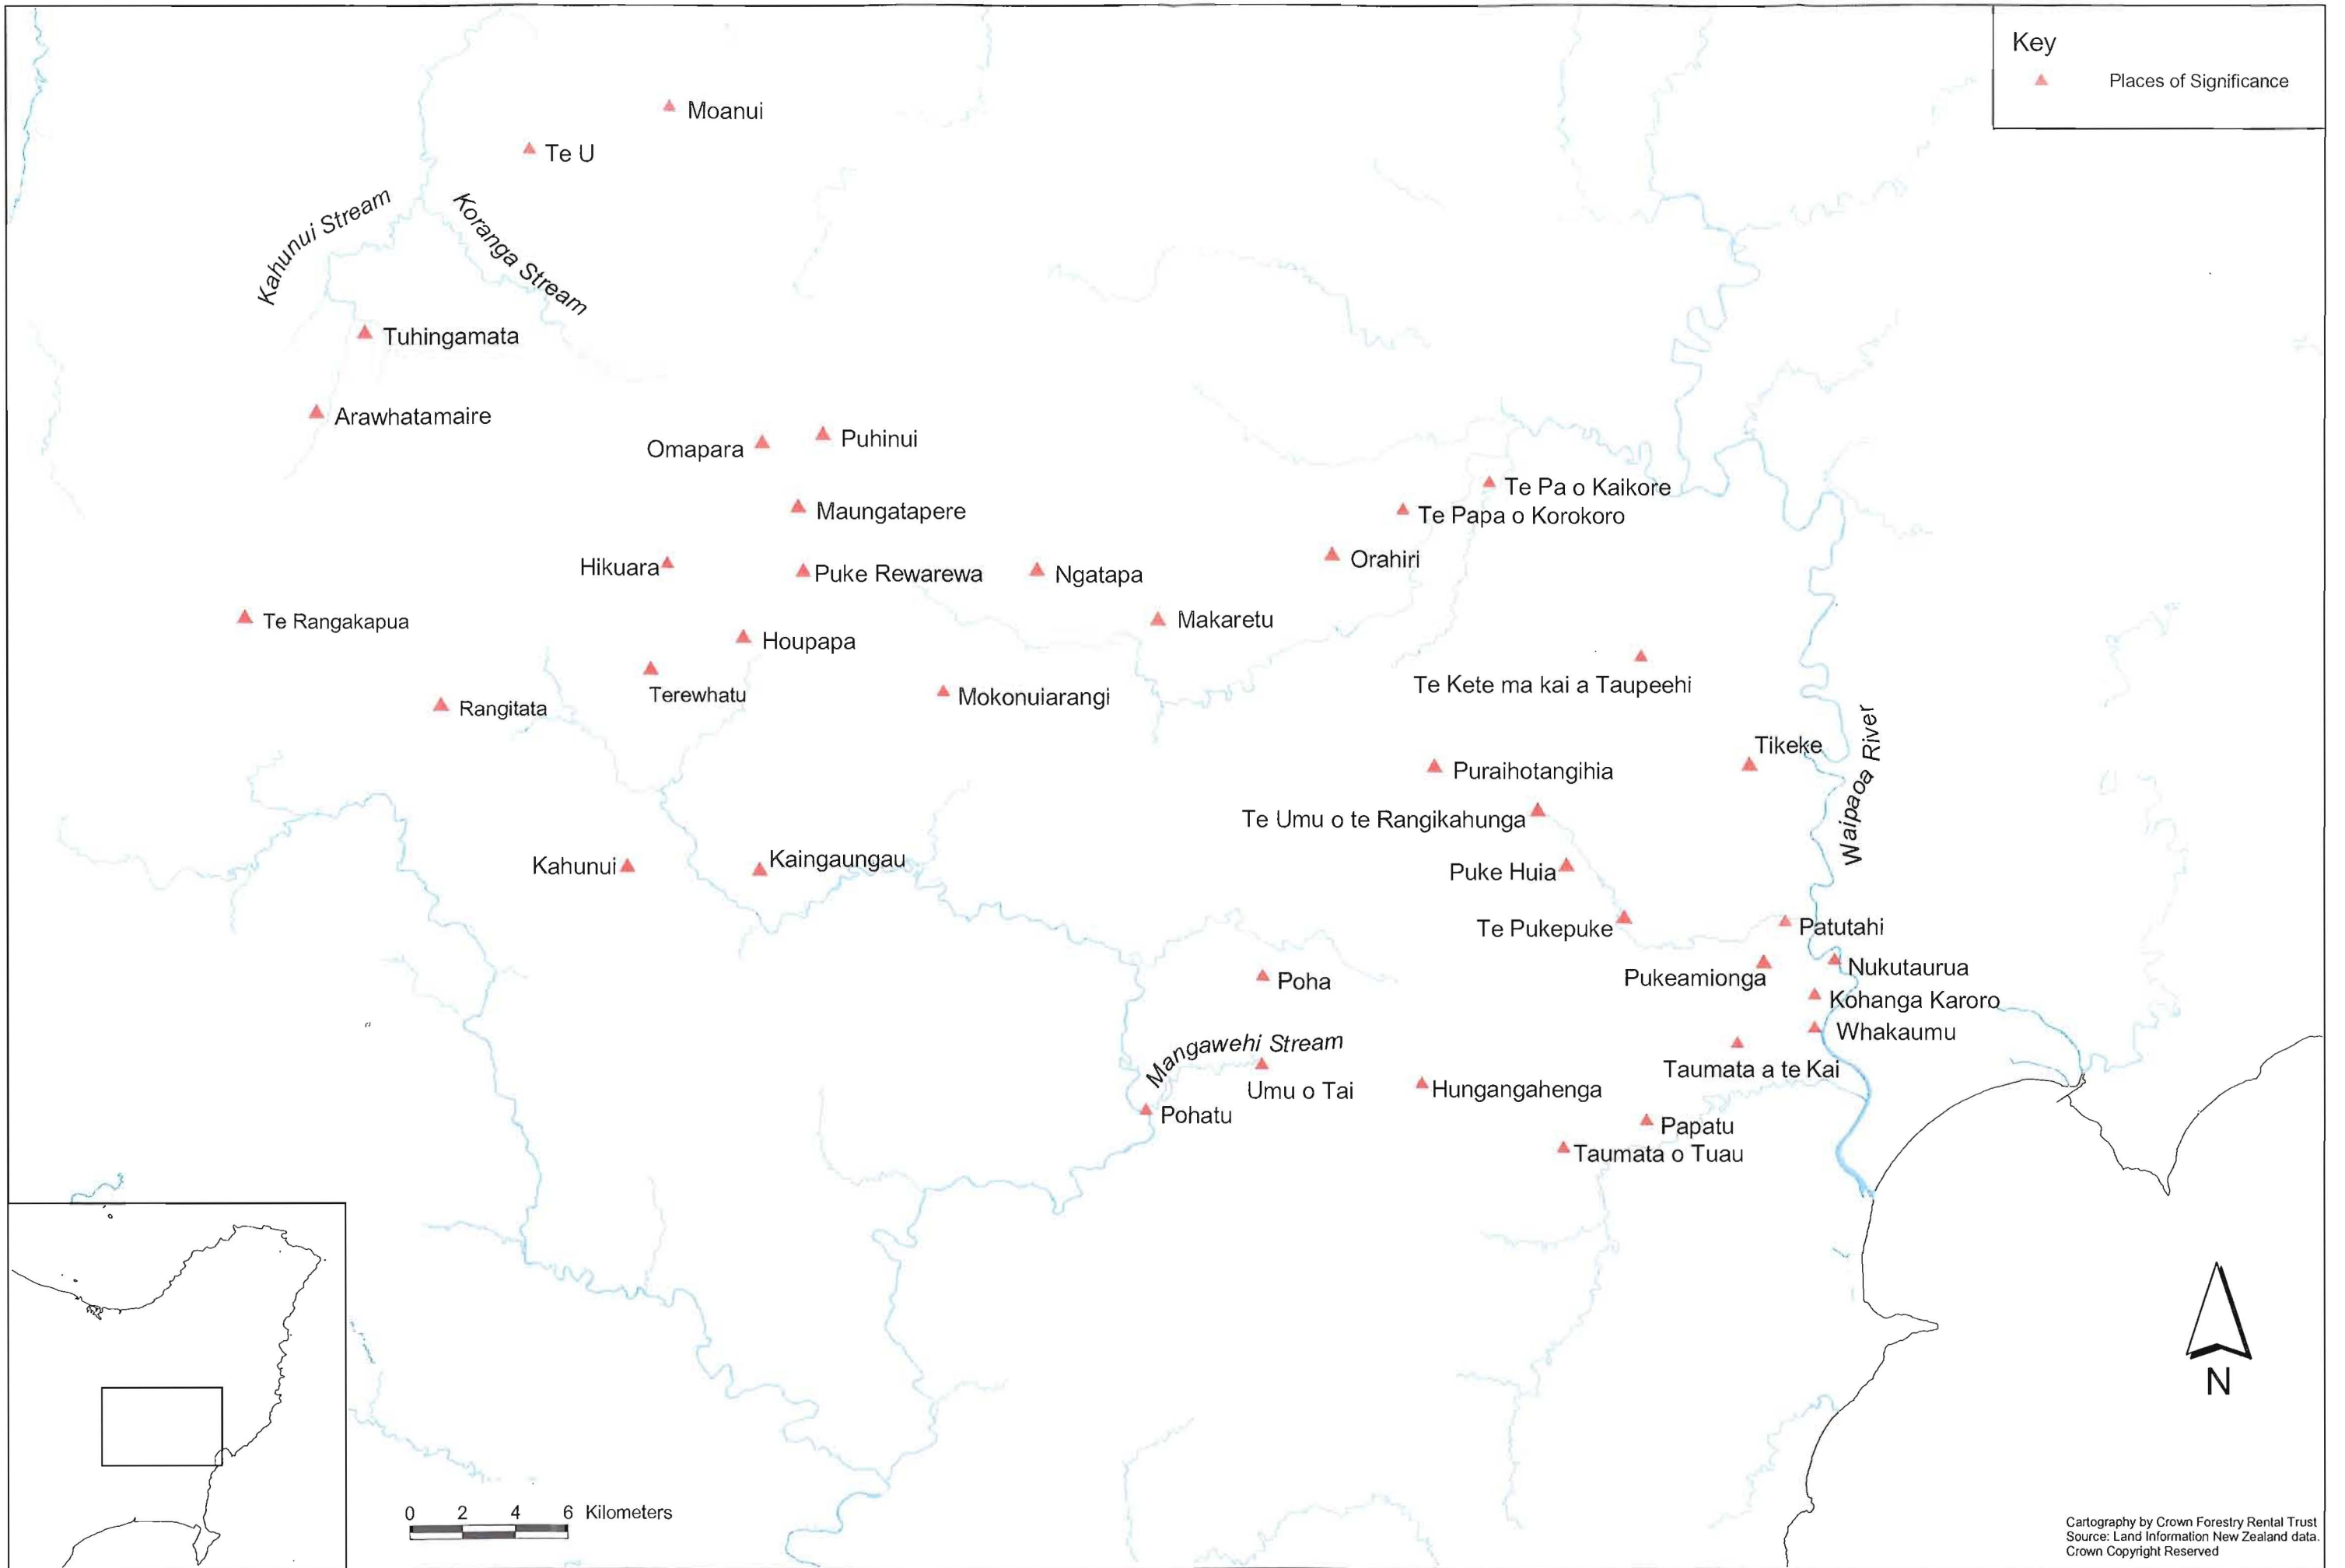 Key
Places of Significance
Moanui
Te U
Kahunui Stream
Koranga Stream
Tuhingamata
Arawhatamaire
Omapara
Puhinui
Te Pa o Kaikore
Maungatapere
Te Papa o Korokoro
Hikuara
Puke Rewarewa
Ngatapa
Orahiri
Te Rangakapua
Makaretu
Houpapa
Te Kete ma kai a Taupeehi
Terewhatu
Mokonuiarangi
Rangitata
Tikeke
Waipaoa River
Puraihotangihia
Te Umu o te Rangikahunga
Kahunui
Kaingaungau
Puke Huia
Te Pukepuke
Patutahi
Poha
Pukeamionga
Nukutaurua
Kohanga Karoro
Whakaumu
Mangawehi Stream
Taumata a te Kai
Umu o Tai
Hungangahenga
Pohatu
Papatu
Taumata o Tuau
N
0 2 4 6 Kilometers
Cartography by Crown Forestry Rental Trust
Source: Land Information New Zealand data.
Crown Copyright Reserved